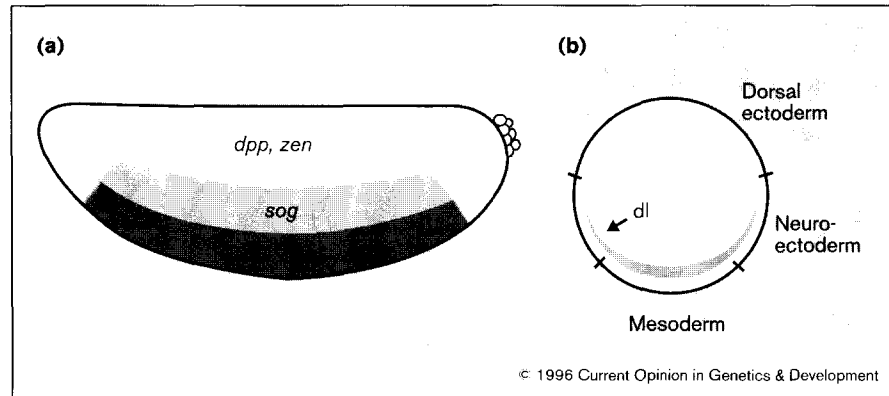 (a)
dpp, zen
sog
(b)
Dorsal
ectoderm
dl
Neuro-
ectoderm
Mesoderm
© 1996 Current Opinion in Genetics & Development